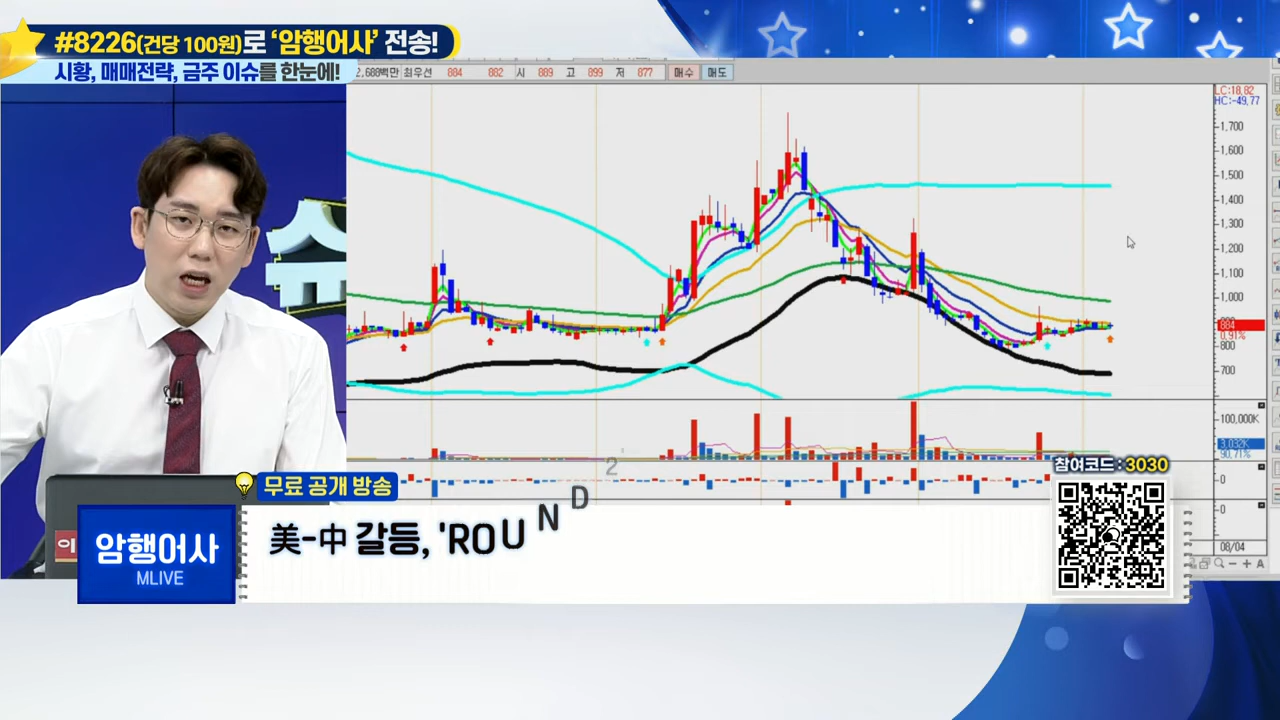 #8226(건당 100원)로 '암행어사' 전송!
시황, 매매전략, 금주 이슈를 한눈에!
2,688백만 최우선 884 882 시 889 고 899 저 877 매수 매도
LC:18,82
HC:-49,77
1,700
1,600
1,500
1,400
1,300
1,200
1,100
1,000
884
0,91%
800
700
100,000K
3,032K
90,71%
0
0
08/04
슈
참여코드 : 3030
무료 공개 방송
암행어사
MLIVE
美-中 갈등, 'ROUND 2'
이